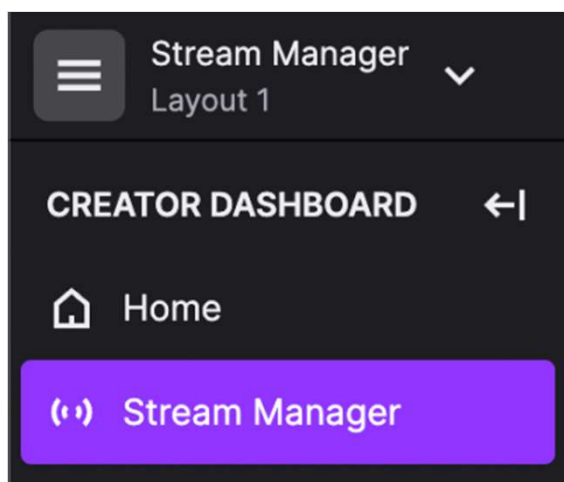 Stream Manager
Layout 1
CREATOR DASHBOARD
Home
Stream Manager